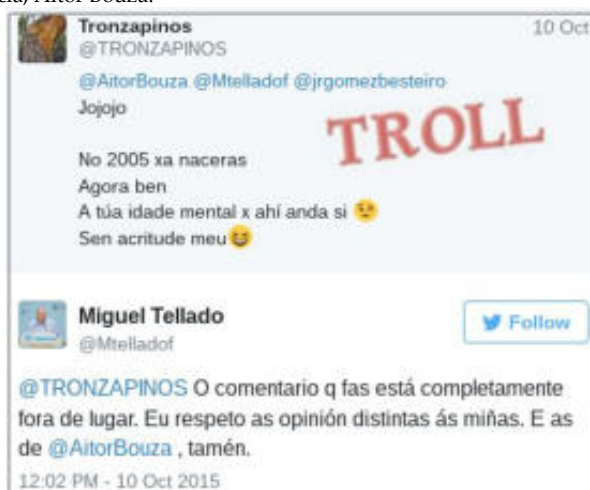 Aitor Bouza.
Tronzapinos 10 Oct
@TRONZAPINOS
@AitorBouza @Mtelladof @jrgomezbesteiro
Jojojo
TROLL
No 2005 xa naceras
Agora ben
A túa idade mental x ahí anda si 😏
Sen acritude meu😆
Miguel Tellado
Follow
@Mtelladof
@TRONZAPINOS O comentario q fas está completamente
fora de lugar. Eu respeto as opinión distintas ás miñas. E as
de @AitorBouza , tamén.
12:02 PM - 10 Oct 2015